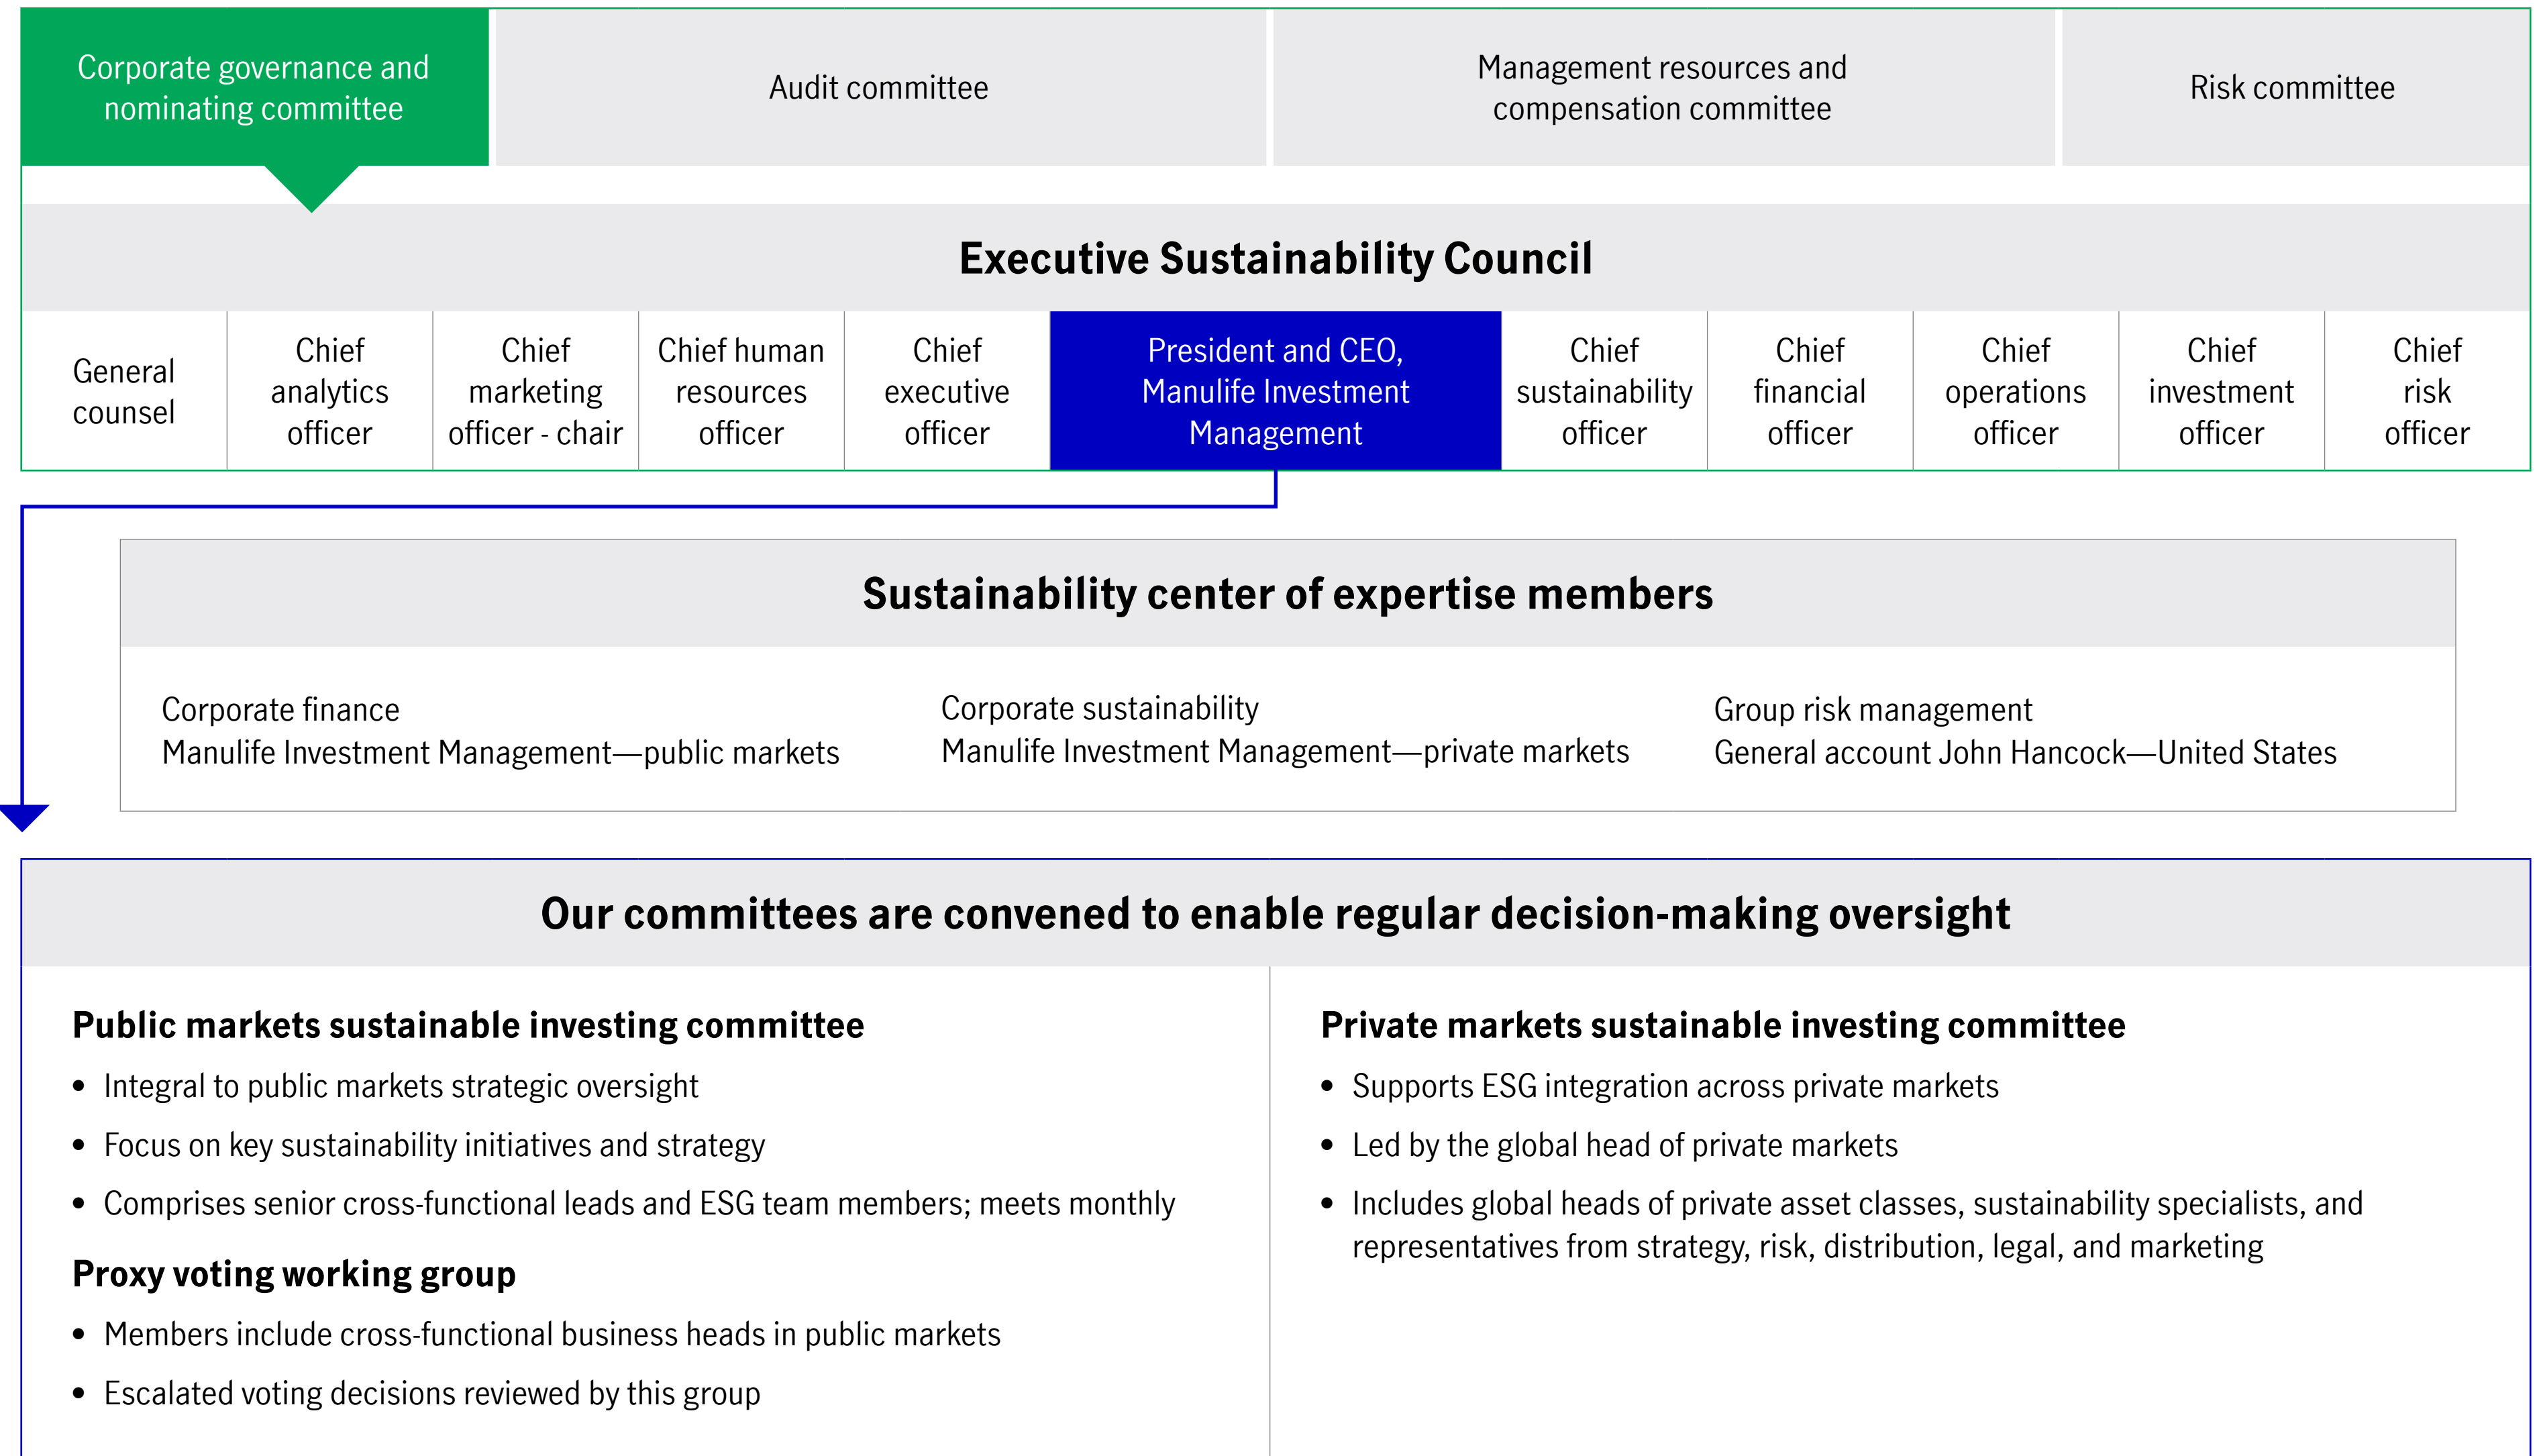 Corporate governance and
nominating committee
Audit committee
Management resources and
compensation committee
Risk committee
Executive Sustainability Council
General
counsel
Chief
analytics
officer
Chief
marketing
officer - chair
Chief human
resources
officer
Chief
executive
officer
President and CEO,
Manulife Investment
Management
Chief
sustainability
officer
Chief
financial
officer
Chief
operations
officer
Chief
investment
officer
Chief
risk
officer
Sustainability center of expertise members
Corporate finance
Manulife Investment Management—public markets
Corporate sustainability
Manulife Investment Management—private markets
Group risk management
General account John Hancock—United States
Our committees are convened to enable regular decision-making oversight
Public markets sustainable investing committee
• Integral to public markets strategic oversight
• Focus on key sustainability initiatives and strategy
• Comprises senior cross-functional leads and ESG team members; meets monthly
Proxy voting working group
• Members include cross-functional business heads in public markets
• Escalated voting decisions reviewed by this group
Private markets sustainable investing committee
• Supports ESG integration across private markets
• Led by the global head of private markets
• Includes global heads of private asset classes, sustainability specialists, and
representatives from strategy, risk, distribution, legal, and marketing